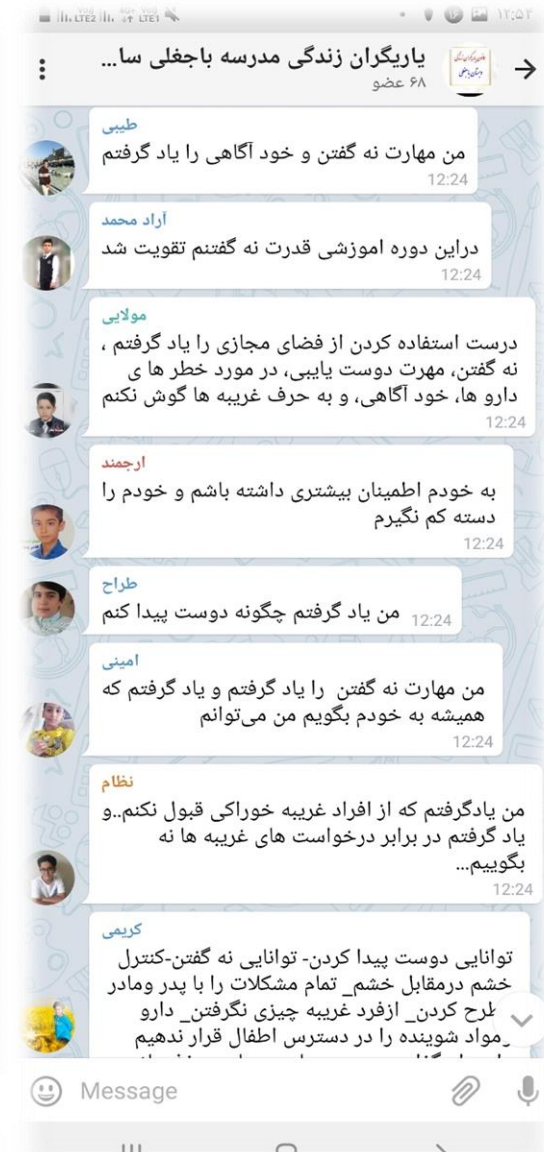 ۱۲:۵۴
یاریگران زندگی مدرسه باجغلی سا...
۶۸ عضو
طیبی
من مهارت نه گفتن و خود آگاهی را یاد گرفتم
12:24
آراد محمد
دراین دوره اموزشی قدرت نه گفتنم تقویت شد
12:24
مولایی
درست استفاده کردن از فضای مجازی را یاد گرفتم ،
نه گفتن، مهرت دوست یایبی، در مورد خطر ها ی
دارو ها، خود آگاهی، و به حرف غریبه ها گوش نکنم
12:24
ارجمند
به خودم اطمینان بیشتری داشته باشم و خودم را
دسته کم نگیرم
12:24
طراح
من یاد گرفتم چگونه دوست پیدا کنم
12:24
امینی
من مهارت نه گفتن را یاد گرفتم و یاد گرفتم که
همیشه به خودم بگویم من می‌توانم
12:24
نظام
من یادگرفتم که از افراد غریبه خوراکی قبول نکنم..و
یاد گرفتم در برابر درخواست های غریبه ها نه
بگوییم...
12:24
کریمی
توانایی دوست پیدا کردن- توانایی نه گفتن-کنترل
خشم درمقابل خشم_ تمام مشکلات را با پدر ومادر
طرح کردن_ ازفرد غریبه چیزی نگرفتن_ دارو
ومواد شوینده را در دسترس اطفال قرار ندهیم
Message